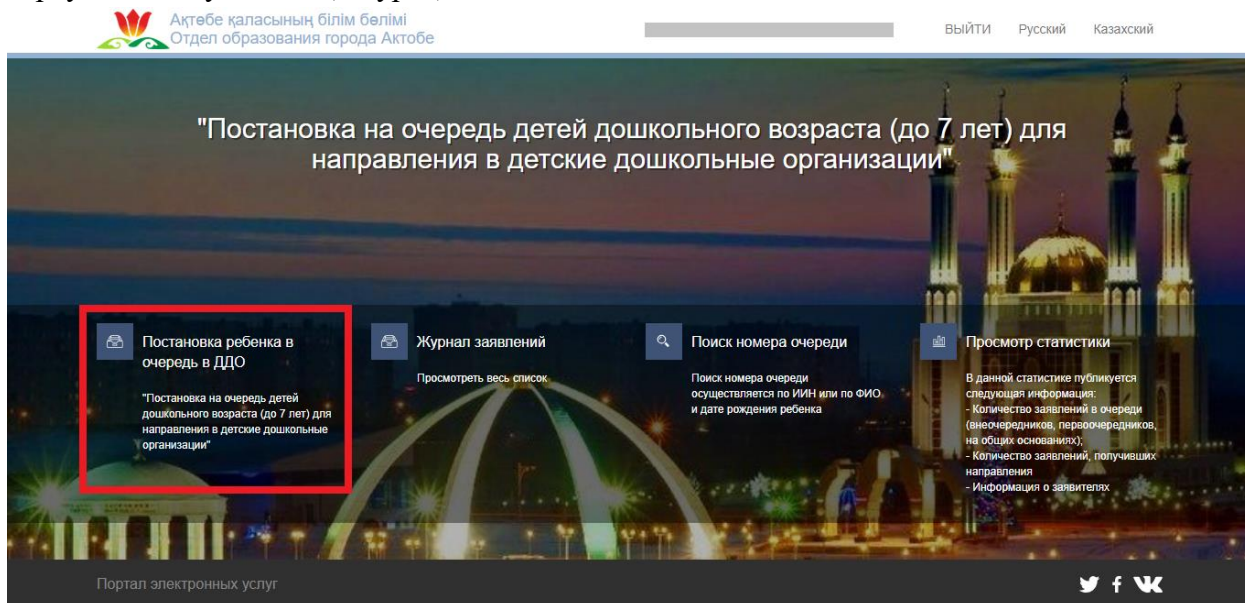 Ақтөбе қаласының білім бөлімі
Отдел образования города Актобе
ВЫЙТИ Русский Казахский
"Постановка на очередь детей дошкольного возраста (до 7 лет) для
направления в детские дошкольные организации"
Постановка ребенка в
очередь в ДДО
"Постановка на очередь детей
дошкольного возраста (до 7 лет) для
направления в детские дошкольные
организации"
Журнал заявлений
Просмотреть весь список
Поиск номера очереди
Поиск номера очереди
осуществляется по ИИН или по ФИО
и дате рождения ребенка
Просмотр статистики
В данной статистике публикуется
следующая информация:
- Количество заявлений в очереди
(внеочередников, первоочередников,
на общих основаниях);
- Количество заявлений, получивших
направления
- Информация о заявителях
Портал электронных услуг